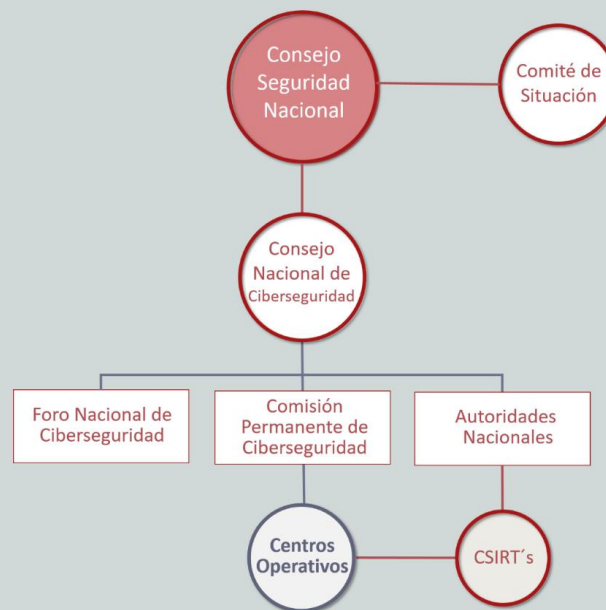 Consejo
Seguridad
Nacional
Comité de
Situación
Consejo
Nacional de
Ciberseguridad
Foro Nacional de
Ciberseguridad
Comisión
Permanente de
Ciberseguridad
Autoridades
Nacionales
Centros
Operativos
CSIRT´s